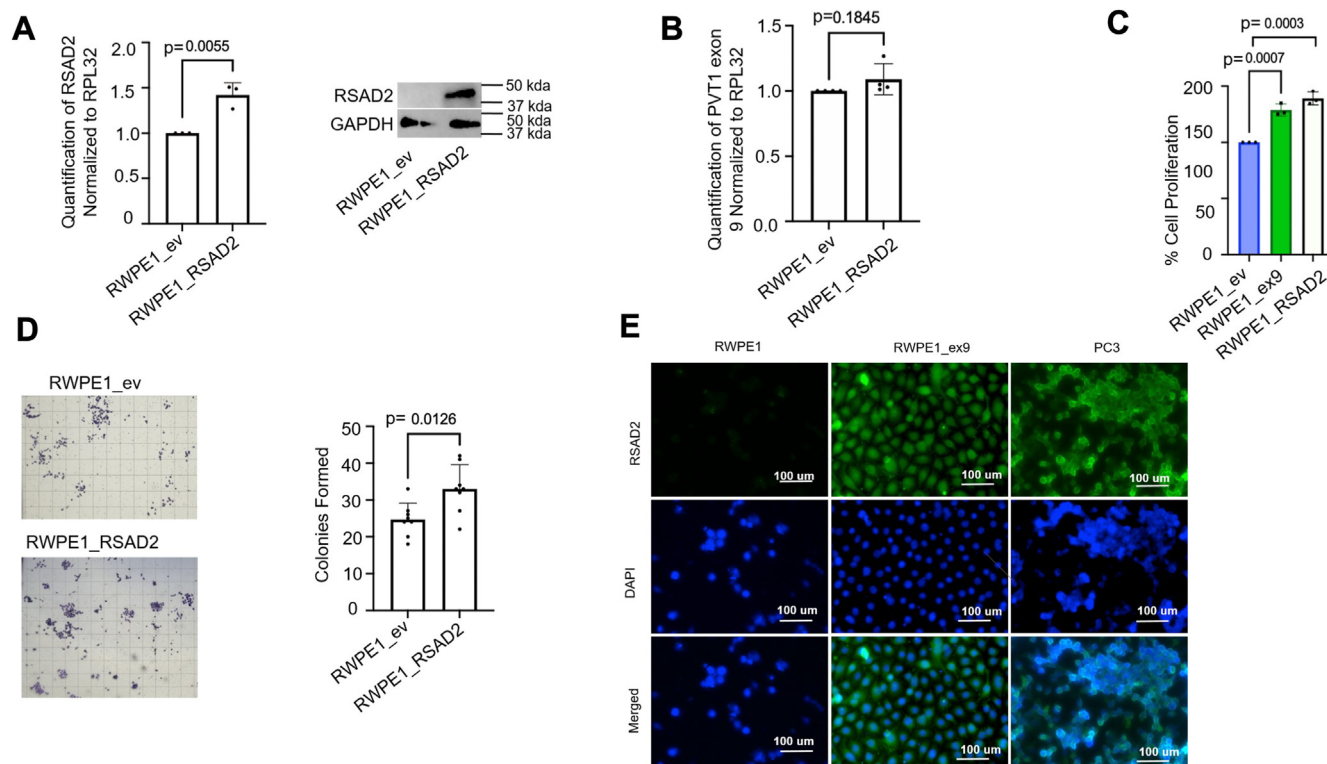 A
Quantification of RSAD2
Normalized to RPL32
2.0
1.5
1.0
0.5
0
p= 0.0055
RWPE1_ev
RWPE1_RSAD2
RSAD2
GAPDH
50 kda
37 kda
50 kda
37 kda
RWPE1_ev
RWPE1_RSAD2
B
Quantification of PVT1 exon
9 Normalized to RPL32
1.5
1.0
0.5
0.0
p=0.1845
RWPE1_ev
RWPE1_RSAD2
C
% Cell Proliferation
200
150
100
50
0
p = 0.0003
p = 0.0007
RWPE1_ev
RWPE1_ex9
RWPE1_RSAD2
D
RWPE1_ev
RWPE1_RSAD2
Colonies Formed
50
40
30
20
10
0
p= 0.0126
RWPE1_ev
RWPE1_RSAD2
E
RWPE1
RWPE1_ex9
PC3
RSAD2
100 um
100 um
100 um
DAPI
100 um
100 um
100 um
Merged
100 um
100 um
100 um